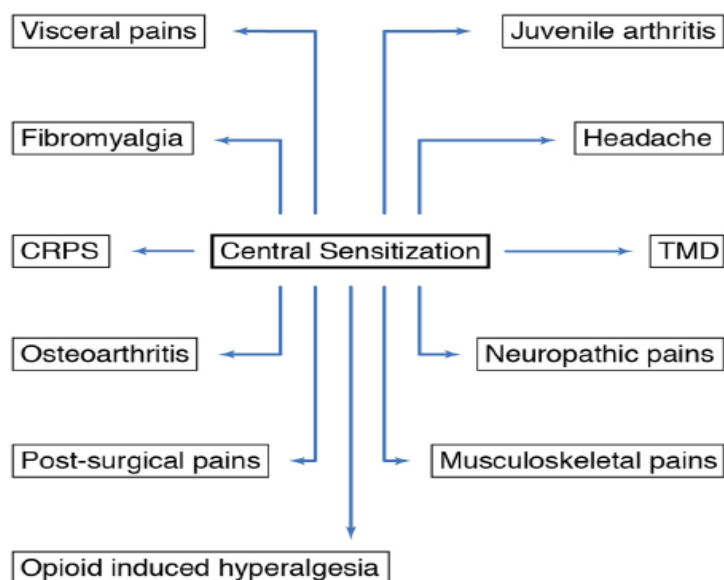 Visceral pains
Juvenile arthritis
Fibromyalgia
Headache
CRPS
Central Sensitization
TMD
Osteoarthritis
Neuropathic pains
Post-surgical pains
Musculoskeletal pains
Opioid induced hyperalgesia